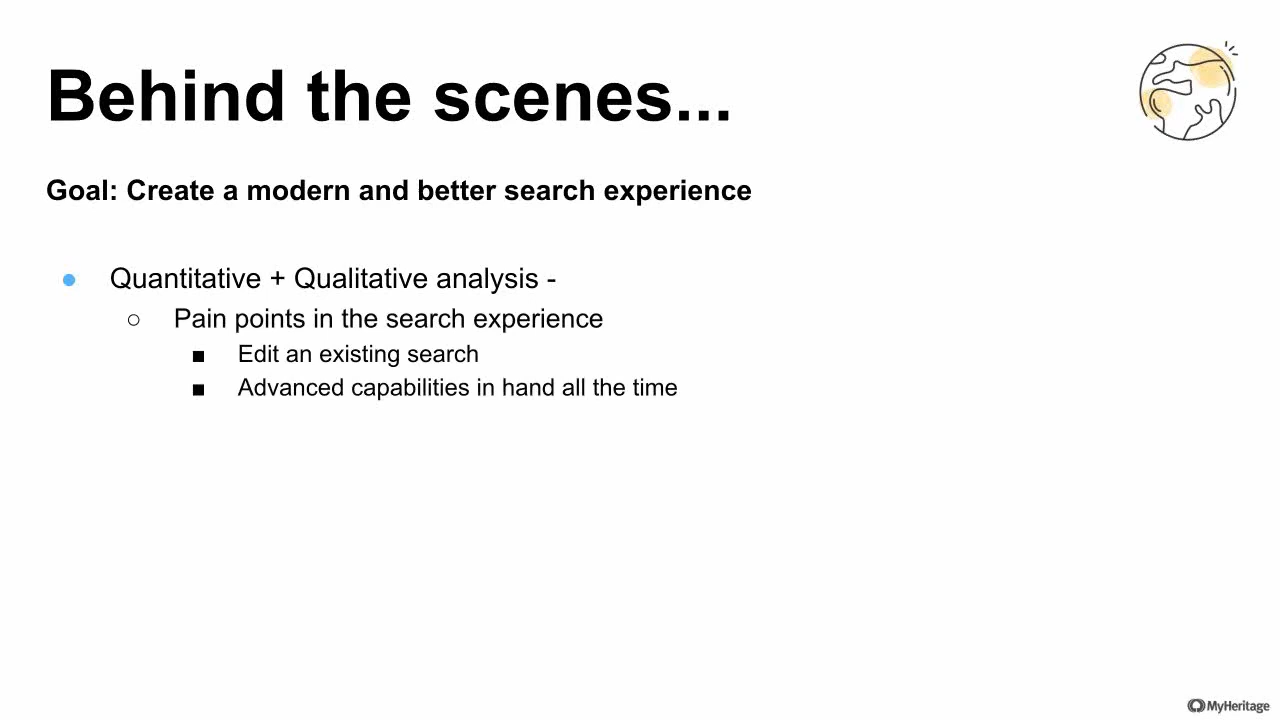 Behind the scenes...
Goal: Create a modern and better search experience
● Quantitative + Qualitative analysis -
○ Pain points in the search experience
■ Edit an existing search
■ Advanced capabilities in hand all the time
MyHeritage